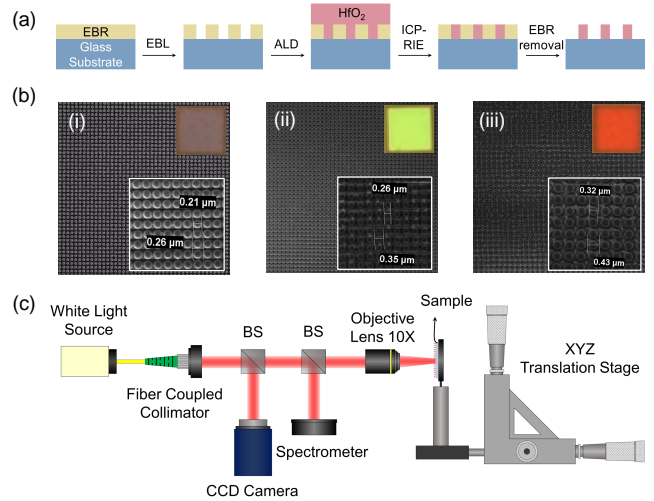 (a)
EBR
Glass
Substrate
EBL
ALD
HfO₂
ICP-
RIE
EBR
removal
(b)
(i)
0.21 µm
0.26 µm
(ii)
0.26 µm
0.35 µm
(iii)
0.32 µm
0.43 µm
(c)
White Light
Source
Fiber Coupled
Collimator
BS
BS
Objective
Lens 10X
Sample
XYZ
Translation Stage
Spectrometer
CCD Camera